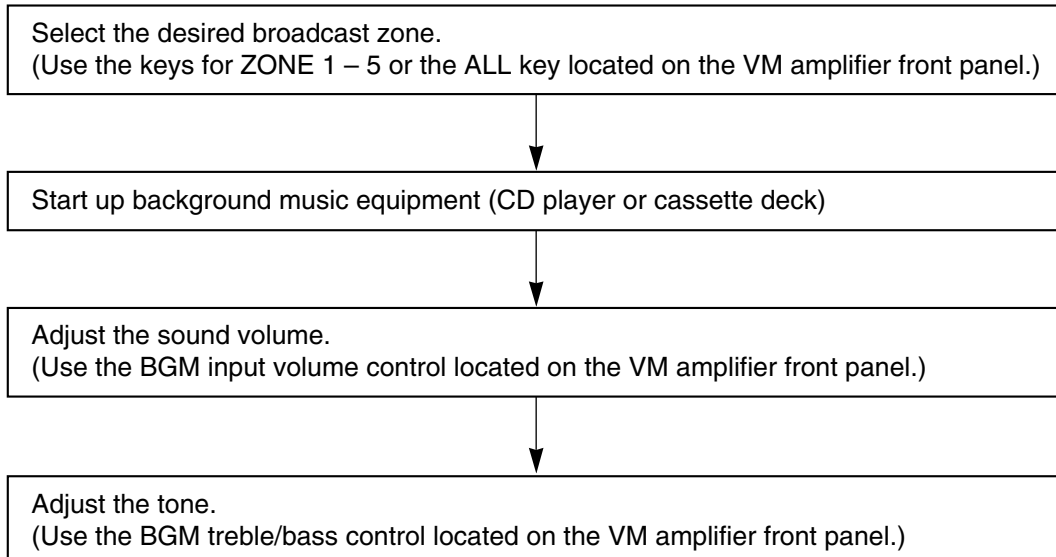 Select the desired broadcast zone.
(Use the keys for ZONE 1 – 5 or the ALL key located on the VM amplifier front panel.)
Start up background music equipment (CD player or cassette deck)
Adjust the sound volume.
(Use the BGM input volume control located on the VM amplifier front panel.)
Adjust the tone.
(Use the BGM treble/bass control located on the VM amplifier front panel.)